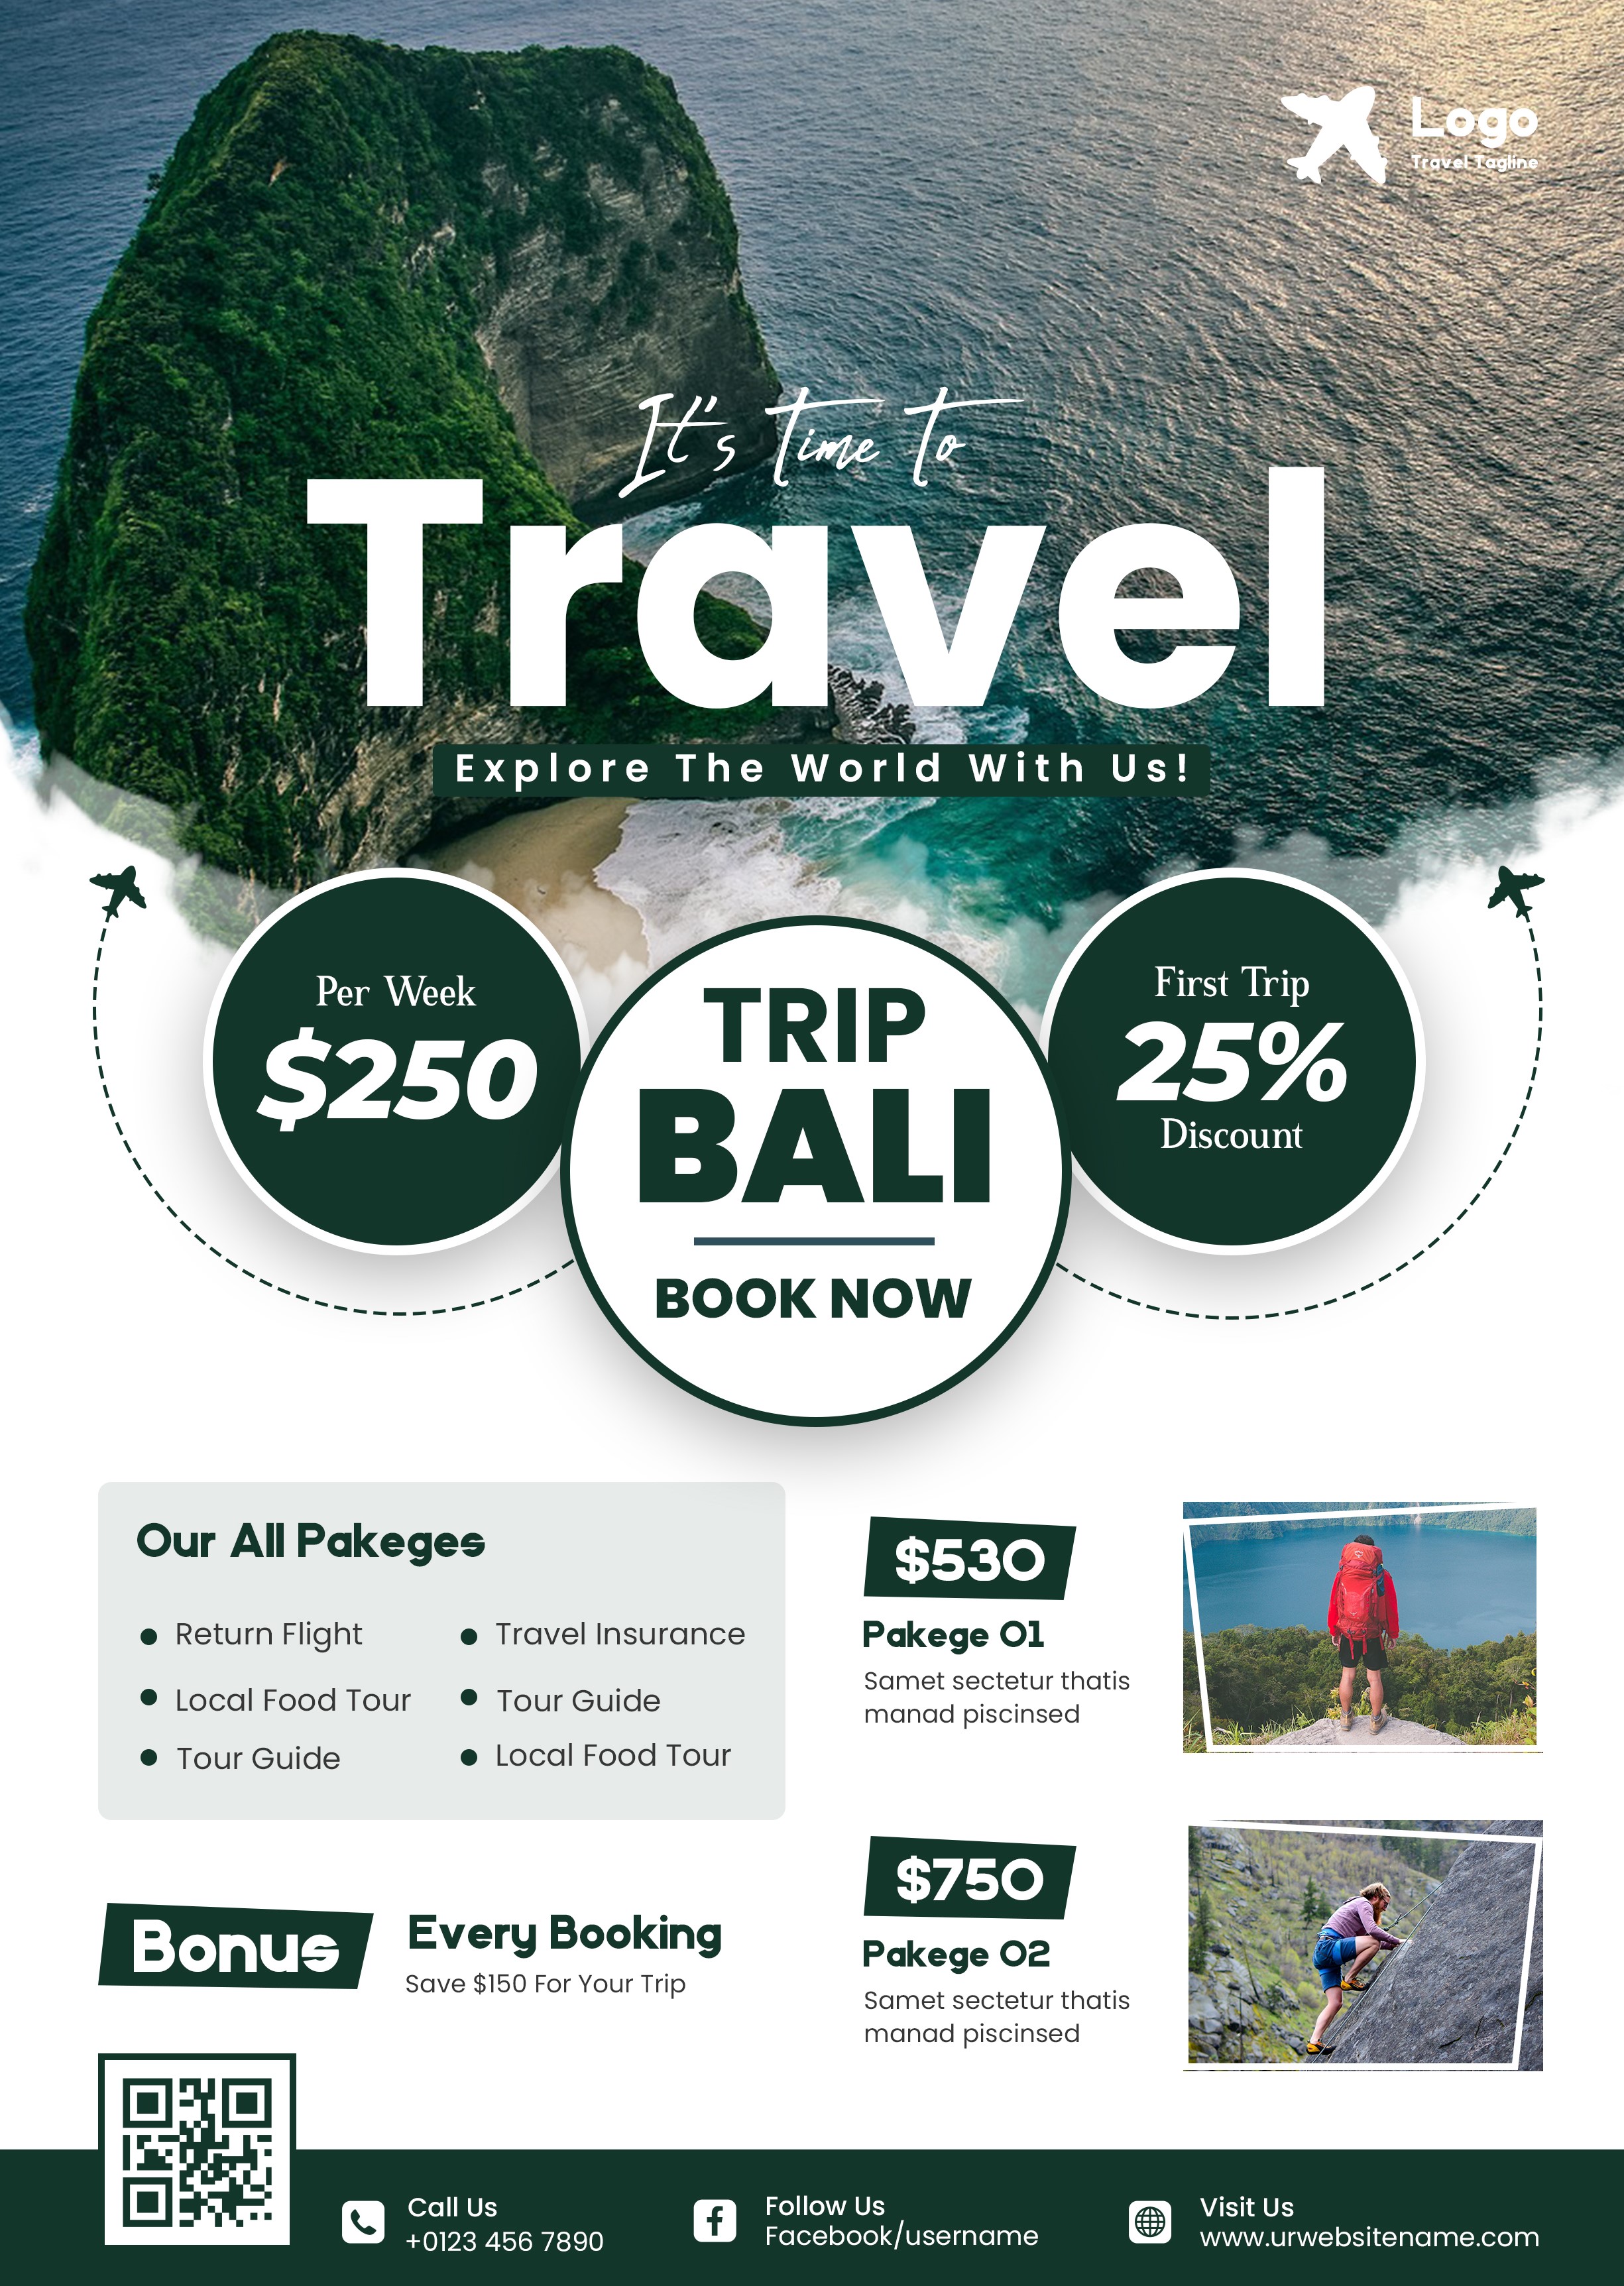 Logo
Travel Tagline
It's time to
Travel
Explore The World With Us!
Per Week
$250
TRIP
BALI
BOOK NOW
First Trip
25%
Discount
Our All Pakeges
Return Flight
Local Food Tour
Tour Guide
Travel Insurance
Tour Guide
Local Food Tour
$530
Pakege 01
Samet sectetur thatis
manad piscinsed
Bonus
Every Booking
Save $150 For Your Trip
$750
Pakege 02
Samet sectetur thatis
manad piscinsed
Call Us
+0123 456 7890
Follow Us
Facebook/username
Visit Us
www.urwebsitename.com